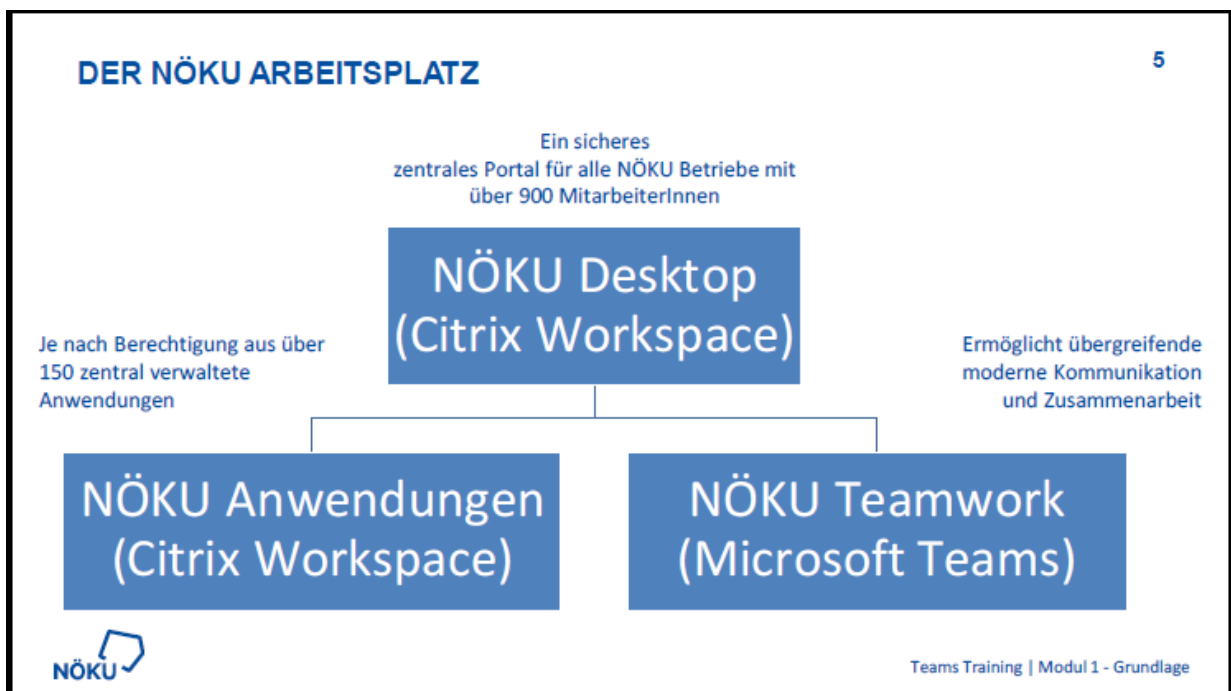 DER NÖKU ARBEITSPLATZ
5
Ein sicheres
zentrales Portal für alle NÖKU Betriebe mit
über 900 MitarbeiterInnen
NÖKU Desktop
(Citrix Workspace)
Je nach Berechtigung aus über
150 zentral verwaltete
Anwendungen
Ermöglicht übergreifende
moderne Kommunikation
und Zusammenarbeit
NÖKU Anwendungen
(Citrix Workspace)
NÖKU Teamwork
(Microsoft Teams)
NÖKU
Teams Training | Modul 1 - Grundlage